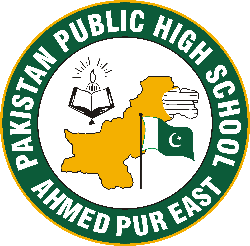 PAKISTAN PUBLIC HIGH SCHOOL
AHMED PUR EAST